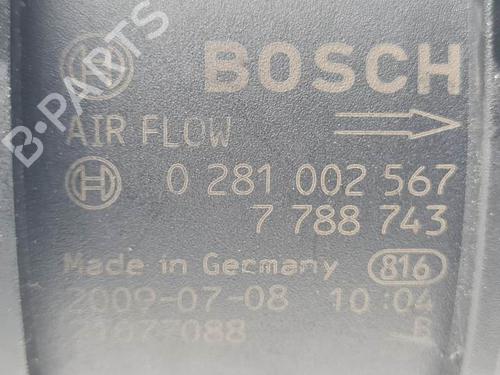 BOSCH
AIR FLOW
0 281 002 567
7 788 743
Made in Germany 816
2009-07-08 10:04
21677088 B
B-PARTS